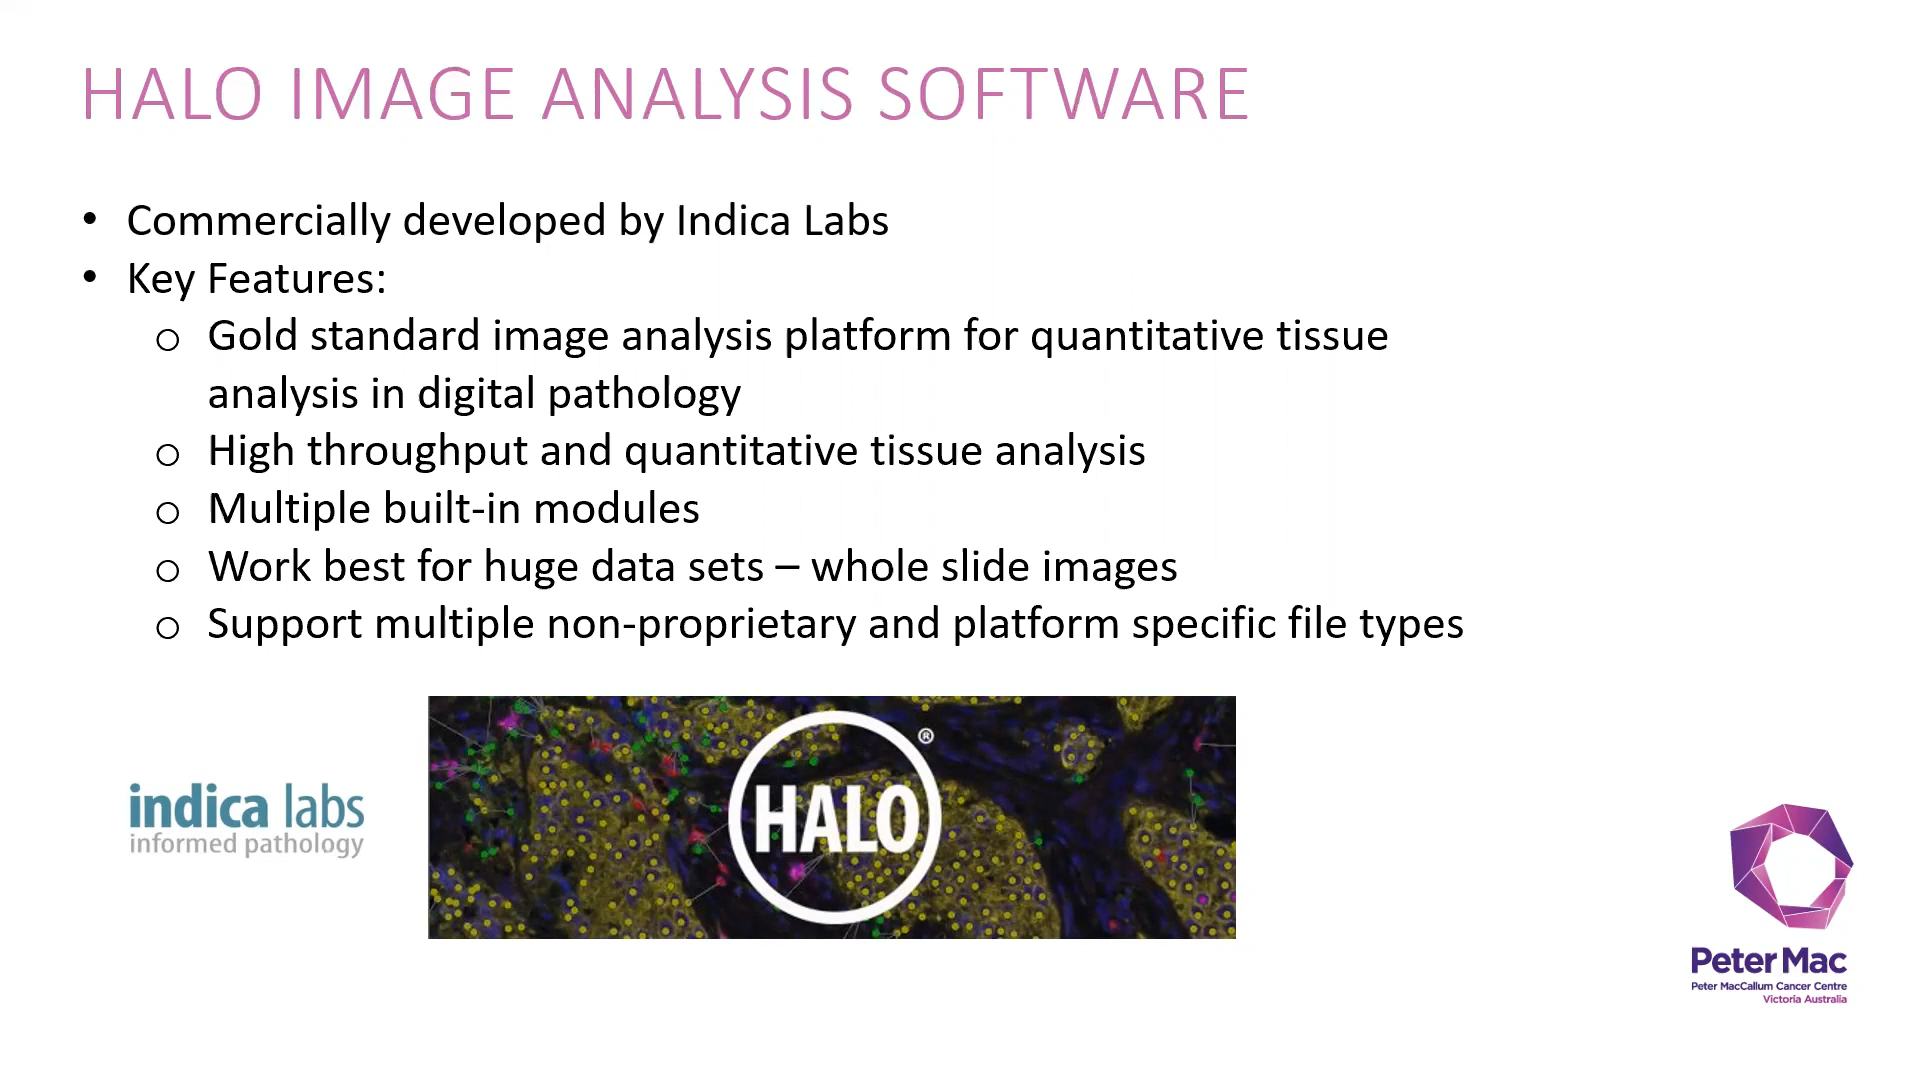 HALO IMAGE ANALYSIS SOFTWARE
• Commercially developed by Indica Labs
• Key Features:
o Gold standard image analysis platform for quantitative tissue
analysis in digital pathology
o High throughput and quantitative tissue analysis
o Multiple built-in modules
o Work best for huge data sets – whole slide images
o Support multiple non-proprietary and platform specific file types
indica labs
informed pathology
HALO®
Peter Mac
Peter MacCallum Cancer Centre
Victoria Australia